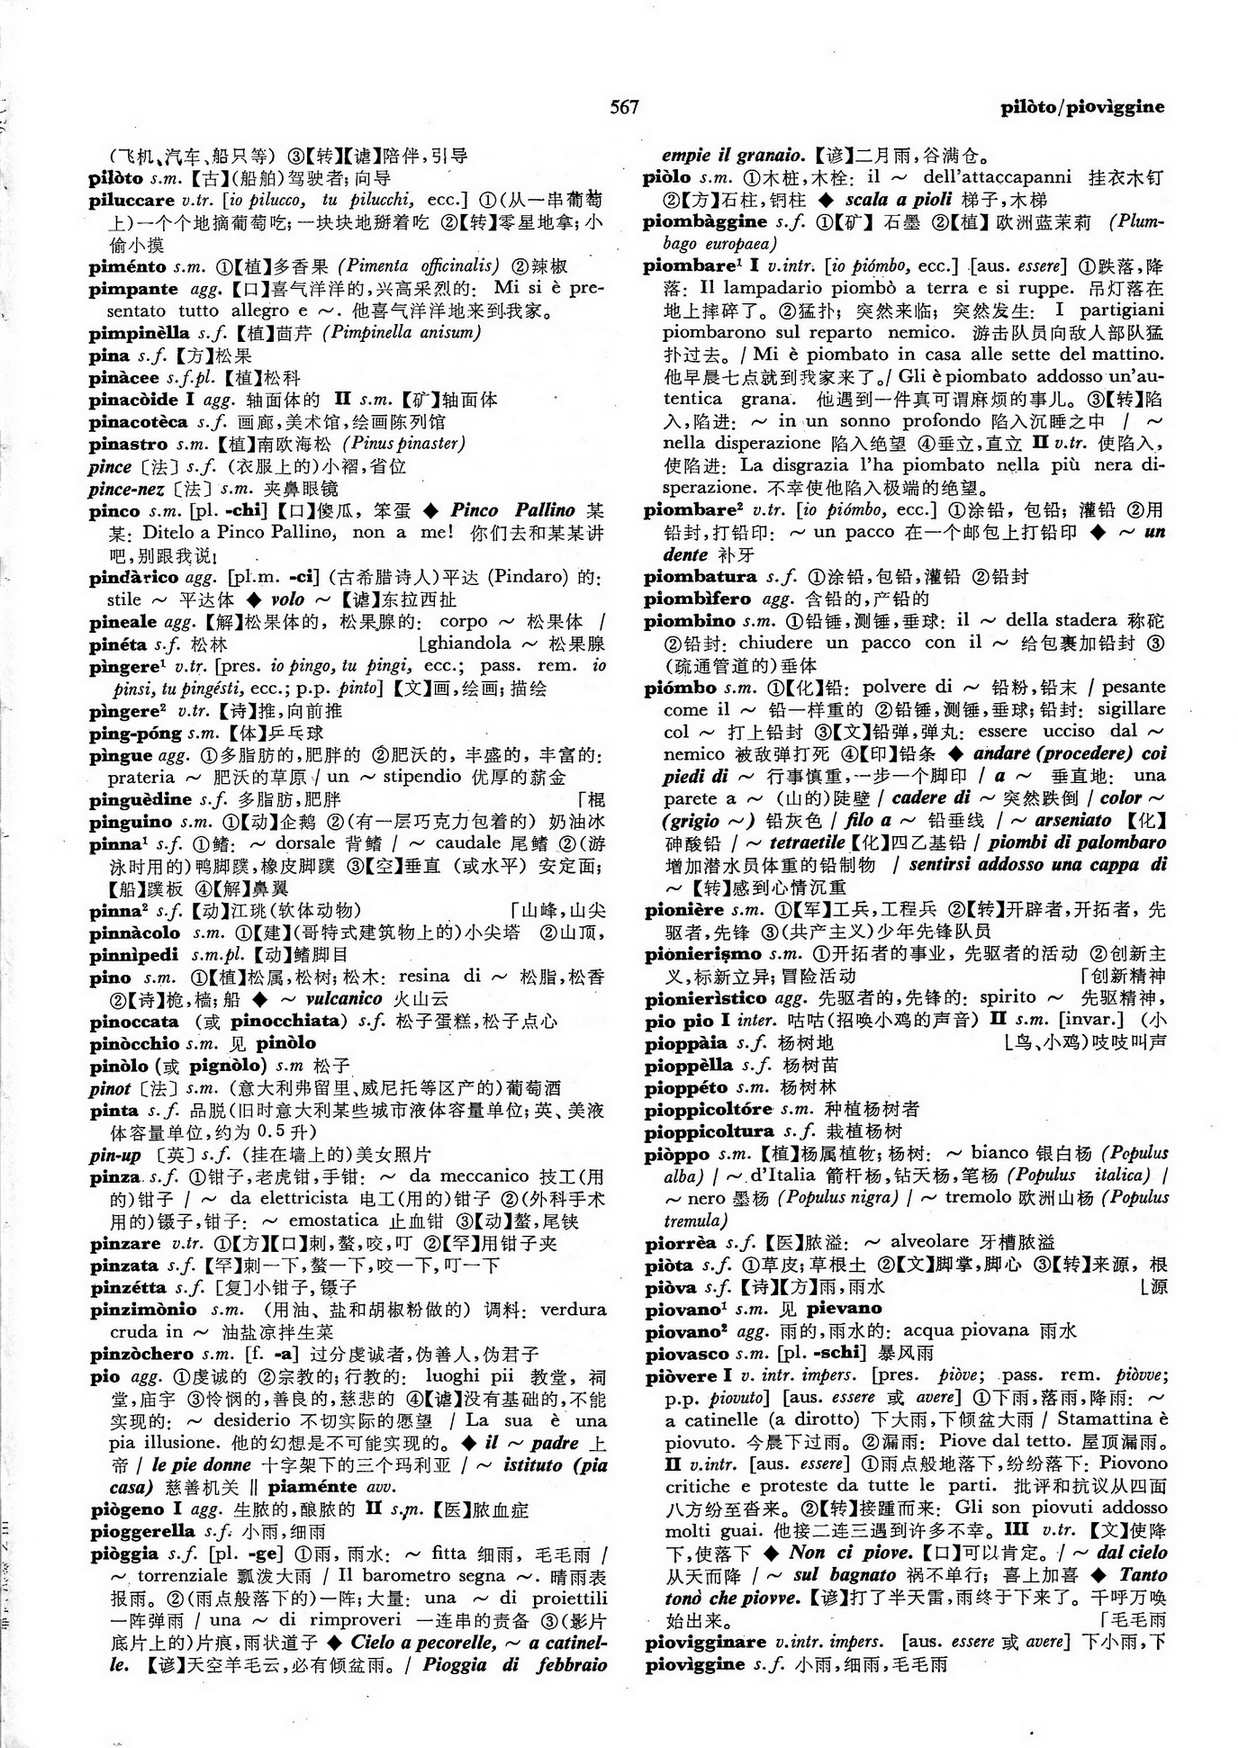 567
pilòto/piovìggine
(飞机、汽车、船只等) ③【转】【谑】陪伴,引导
pilòto s.m. 【古】(船舶)驾驶者;向导
piluccare v.tr. [io pilucco, tu pilucchi, ecc.] ①(从一串葡萄
上)一个个地摘葡萄吃;一块块地掰着吃 ②【转】零星地拿;小
偷小摸
piménto s.m. ①【植】多香果 (Pimenta officinalis) ②辣椒
pimpante agg. 【口】喜气洋洋的,兴高采烈的: Mi si è pre-
sentato tutto allegro e ～. 他喜气洋洋地来到我家。
pimpinèlla s.f. 【植】茴芹 (Pimpinella anisum)
pina s.f. 【方】松果
pinàcee s.f.pl. 【植】松科
pinacòide I agg. 轴面体的 II s.m. 【矿】轴面体
pinacotèca s.f. 画廊,美术馆,绘画陈列馆
pinastro s.m. 【植】南欧海松 (Pinus pinaster)
pince 〔法〕 s.f. (衣服上的)小褶,省位
pince-nez 〔法〕 s.m. 夹鼻眼镜
pinco s.m. [pl. -chi] 【口】傻瓜, 笨蛋 ◆ Pinco Pallino 某
某: Ditelo a Pinco Pallino, non a me! 你们去和某某讲
吧,别跟我说!
pindàrico agg. [pl.m. -ci] (古希腊诗人)平达 (Pindaro) 的:
stile ～ 平达体 ◆ volo ～ 【谑】东拉西扯
pineale agg. 【解】松果体的, 松果腺的: corpo ～ 松果体 /
pinéta s.f. 松林 ⌊ghiandola ～ 松果腺
pìngere¹ v.tr. [pres. io pingo, tu pingi, ecc.; pass. rem. io
pinsi, tu pingésti, ecc.; p.p. pinto] 【文】画,绘画;描绘
pìngere² v.tr. 【诗】推,向前推
ping-póng s.m. 【体】乒乓球
pìngue agg. ①多脂肪的,肥胖的 ②肥沃的, 丰盛的, 丰富的:
prateria ～ 肥沃的草原 / un ～ stipendio 优厚的薪金
pinguèdine s.f. 多脂肪,肥胖 「棍
pinguino s.m. ①【动】企鹅 ②(有一层巧克力包着的) 奶油冰
pinna¹ s.f. ①鳍: ～ dorsale 背鳍 / ～ caudale 尾鳍 ②(游
泳时用的)鸭脚蹼,橡皮脚蹼 ③【空】垂直 (或水平) 安定面;
【船】蹼板 ④【解】鼻翼
pinna² s.f. 【动】江珧(软体动物) 「山峰,山尖
pinnàcolo s.m. ①【建】(哥特式建筑物上的)小尖塔 ②山顶,
pinnìpedi s.m.pl. 【动】鳍脚目
pino s.m. ①【植】松属,松树;松木: resina di ～ 松脂,松香
②【诗】桅,樯;船 ◆ ～ vulcanico 火山云
pinoccata (或 pinocchiata) s.f. 松子蛋糕,松子点心
pinòcchio s.m. 见 pinòlo
pinòlo (或 pignòlo) s.m 松子
pinot 〔法〕 s.m. (意大利弗留里、威尼托等区产的)葡萄酒
pinta s.f. 品脱(旧时意大利某些城市液体容量单位;英、美液
体容量单位,约为 0.5 升)
pin-up 〔英〕 s.f. (挂在墙上的)美女照片
pinza s.f. ①钳子,老虎钳,手钳: ～ da meccanico 技工(用
的)钳子 / ～ da elettricista 电工(用的)钳子 ②(外科手术
用的)镊子,钳子: ～ emostatica 止血钳 ③【动】螯,尾铗
pinzare v.tr. ①【方】【口】刺,螫,咬,叮 ②【罕】用钳子夹
pinzata s.f. 【罕】刺一下,螫一下,咬一下,叮一下
pinzétta s.f. [复]小钳子,镊子
pinzimònio s.m. (用油、盐和胡椒粉做的) 调料: verdura
cruda in ～ 油盐凉拌生菜
pinzòchero s.m. [f. -a] 过分虔诚者,伪善人,伪君子
pio agg. ①虔诚的 ②宗教的;行教的: luoghi pii 教堂, 祠
堂,庙宇 ③怜悯的,善良的,慈悲的 ④【谑】没有基础的,不能
实现的: ～ desiderio 不切实际的愿望 / La sua è una
pia illusione. 他的幻想是不可能实现的。◆ il ～ padre 上
帝 / le pie donne 十字架下的三个玛利亚 / ～ istituto (pia
casa) 慈善机关 ‖ piaménte avv.
piògeno I agg. 生脓的,酿脓的 II s.m. 【医】脓血症
pioggerella s.f. 小雨,细雨
piòggia s.f. [pl. -ge] ①雨, 雨水: ～ fitta 细雨, 毛毛雨 /
～ torrenziale 瓢泼大雨 / Il barometro segna ～. 晴雨表
报雨。②(雨点般落下的)一阵;大量: una ～ di proiettili
一阵弹雨 / una ～ di rimproveri 一连串的责备 ③(影片
底片上的)片痕,雨状道子 ◆ Cielo a pecorelle, ～ a catinel-
le. 【谚】天空羊毛云,必有倾盆雨。/ Pioggia di febbraio
empie il granaio. 【谚】二月雨,谷满仓。
piòlo s.m. ①木桩,木栓: il ～ dell'attaccapanni 挂衣木钉
②【方】石柱,铜柱 ◆ scala a pioli 梯子,木梯
piombàggine s.f. ①【矿】 石墨 ②【植】 欧洲蓝茉莉 (Plum-
bago europaea)
piombare¹ I v.intr. [io piómbo, ecc.] [aus. essere] ①跌落,降
落: Il lampadario piombò a terra e si ruppe. 吊灯落在
地上摔碎了。②猛扑; 突然来临; 突然发生: I partigiani
piombarono sul reparto nemico. 游击队员向敌人部队猛
扑过去。/ Mi è piombato in casa alle sette del mattino.
他早晨七点就到我家来了。/ Gli è piombato addosso un'au-
tentica grana. 他遇到一件真可谓麻烦的事儿。③【转】陷
入,陷进: ～ in un sonno profondo 陷入沉睡之中 / ～
nella disperazione 陷入绝望 ④垂立,直立 II v.tr. 使陷入,
使陷进: La disgrazia l'ha piombato nella più nera di-
sperazione. 不幸使他陷入极端的绝望。
piombare² v.tr. [io piómbo, ecc.] ①涂铅, 包铅; 灌铅 ②用
铅封,打铅印: ～ un pacco 在一个邮包上打铅印 ◆ ～ un
dente 补牙
piombatura s.f. ①涂铅,包铅,灌铅 ②铅封
piombìfero agg. 含铅的,产铅的
piombino s.m. ①铅锤,测锤,垂球: il ～ della stadera 称砣
②铅封: chiudere un pacco con il ～ 给包裹加铅封 ③
(疏通管道的)垂体
piómbo s.m. ①【化】铅: polvere di ～ 铅粉,铅末 / pesante
come il ～ 铅一样重的 ②铅锤,测锤,垂球;铅封: sigillare
col ～ 打上铅封 ③【文】铅弹,弹丸: essere ucciso dal ～
nemico 被敌弹打死 ④【印】铅条 ◆ andare (procedere) coi
piedi di ～ 行事慎重,一步一个脚印 / a ～ 垂直地: una
parete a ～ (山的)陡壁 / cadere di ～ 突然跌倒 / color ～
(grigio ～) 铅灰色 / filo a ～ 铅垂线 / ～ arseniato 【化】
砷酸铅 / ～ tetraetile 【化】四乙基铅 / piombi di palombaro
增加潜水员体重的铅制物 / sentirsi addosso una cappa di
～ 【转】感到心情沉重
pionière s.m. ①【军】工兵,工程兵 ②【转】开辟者,开拓者, 先
驱者,先锋 ③(共产主义)少年先锋队员
pionierismo s.m. ①开拓者的事业, 先驱者的活动 ②创新主
义,标新立异;冒险活动 「创新精神
pionierìstico agg. 先驱者的,先锋的: spirito ～ 先驱精神,
pio pio I inter. 咕咕(招唤小鸡的声音) II s.m. [invar.] (小
pioppàia s.f. 杨树地 ⌊鸟、小鸡)吱吱叫声
pioppèlla s.f. 杨树苗
pioppéto s.m. 杨树林
pioppicoltóre s.m. 种植杨树者
pioppicoltura s.f. 栽植杨树
piòppo s.m. 【植】杨属植物;杨树: ～ bianco 银白杨 (Populus
alba) / ～ d'Italia 箭杆杨,钻天杨,笔杨 (Populus italica) /
～ nero 墨杨 (Populus nigra) / ～ tremolo 欧洲山杨 (Populus
tremula)
piorrèa s.f. 【医】脓溢: ～ alveolare 牙槽脓溢
piòta s.f. ①草皮;草根土 ②【文】脚掌,脚心 ③【转】来源, 根
piòva s.f. 【诗】【方】雨,雨水 ⌊源
piovano¹ s.m. 见 pievano
piovano² agg. 雨的,雨水的: acqua piovana 雨水
piovasco s.m. [pl. -schi] 暴风雨
piòvere I v. intr. impers. [pres. piòve; pass. rem. piòvve;
p.p. piovuto] [aus. essere 或 avere] ①下雨,落雨,降雨: ～
a catinelle (a dirotto) 下大雨,下倾盆大雨 / Stamattina è
piovuto. 今晨下过雨。②漏雨: Piove dal tetto. 屋顶漏雨。
II v.intr. [aus. essere] ①雨点般地落下,纷纷落下: Piovono
critiche e proteste da tutte le parti. 批评和抗议从四面
八方纷至沓来。②【转】接踵而来: Gli son piovuti addosso
molti guai. 他接二连三遇到许多不幸。III v.tr. 【文】使降
下,使落下 ◆ Non ci piove. 【口】可以肯定。/ ～ dal cielo
从天而降 / ～ sul bagnato 祸不单行; 喜上加喜 ◆ Tanto
tonò che piovve. 【谚】打了半天雷,雨终于下来了。千呼万唤
始出来。 「毛毛雨
piovigginare v.intr. impers. [aus. essere 或 avere] 下小雨,下
piovìggine s.f. 小雨,细雨,毛毛雨